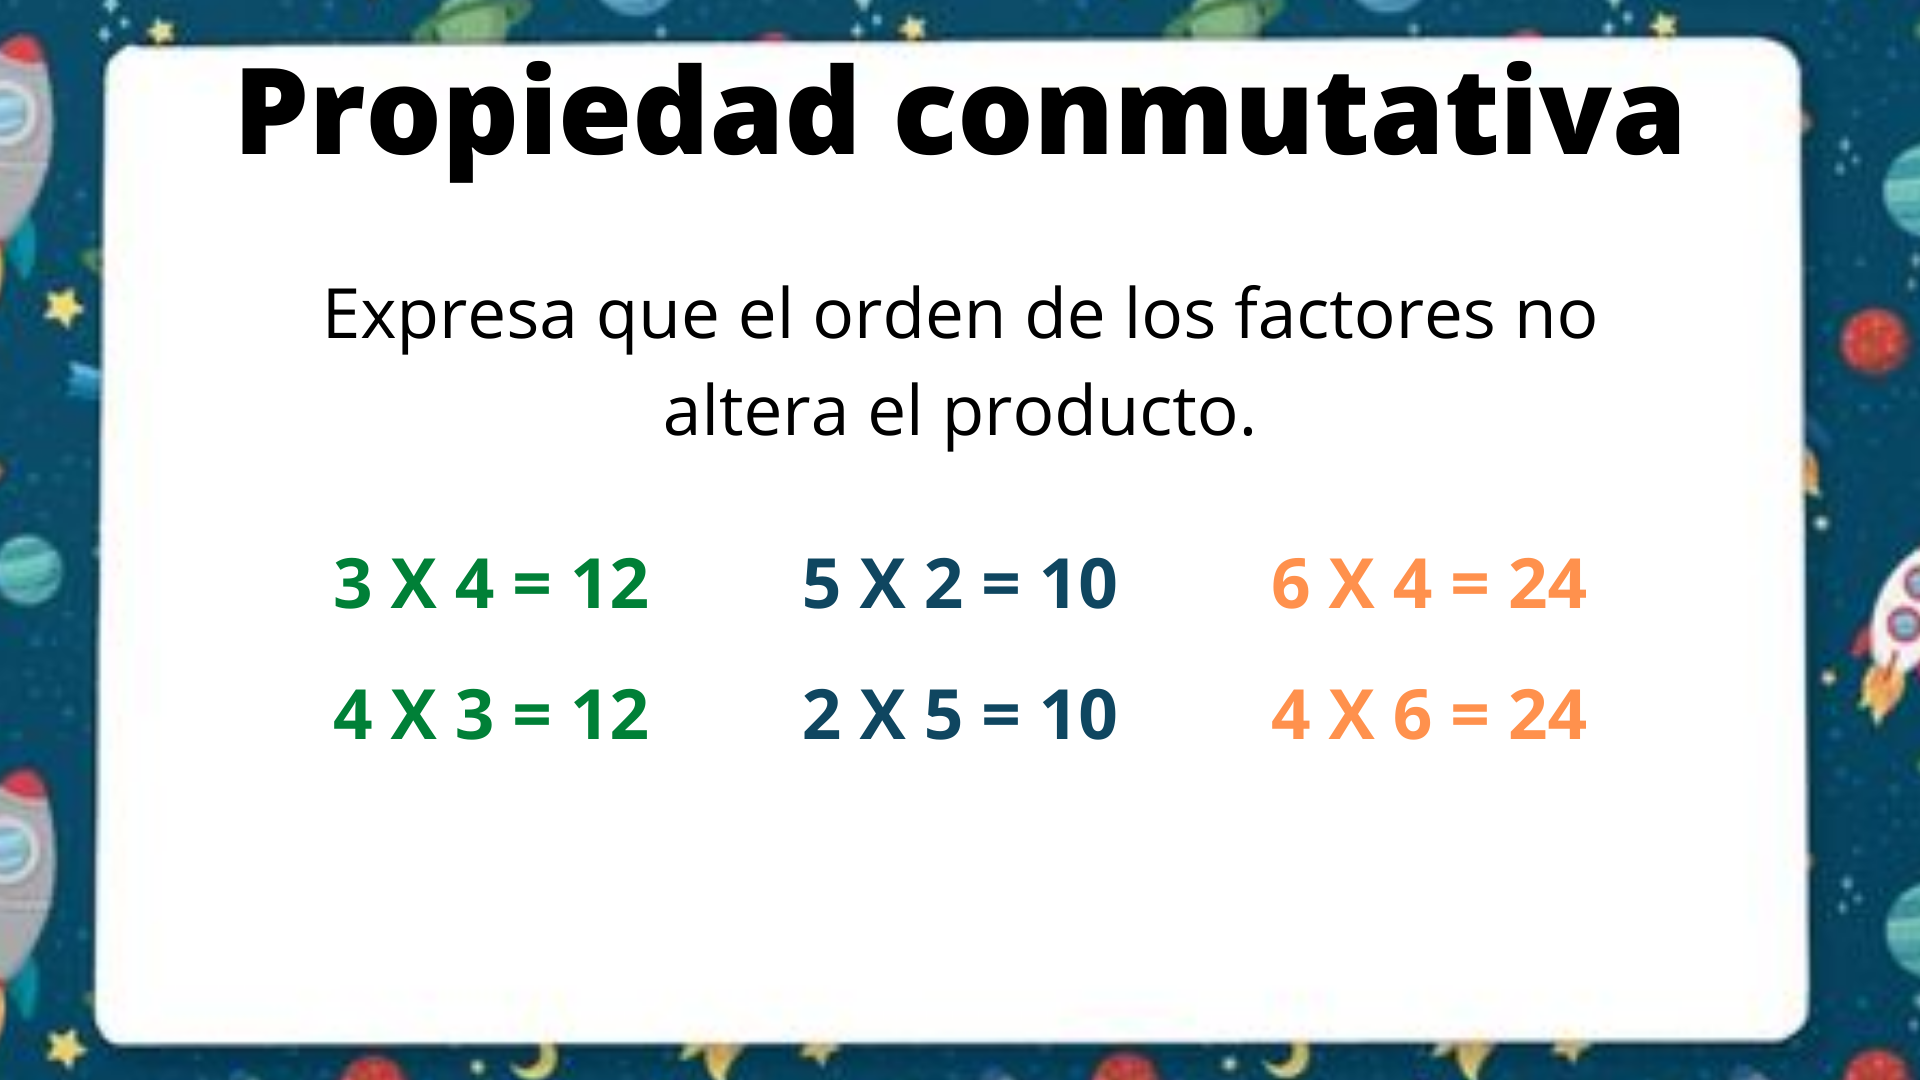 Propiedad conmutativa
Expresa que el orden de los factores no
altera el producto.
3 X 4 = 12 5 X 2 = 10 6 X 4 = 24
4 X 3 = 12 2 X 5 = 10 4 X 6 = 24